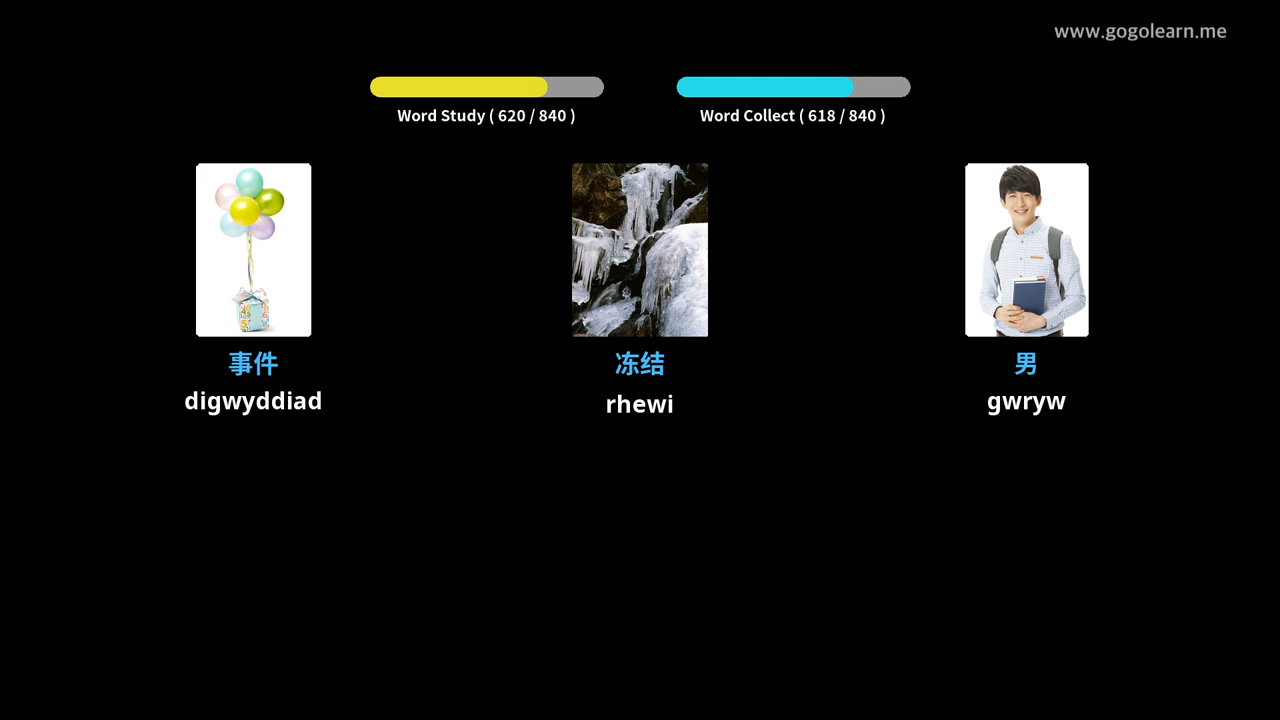 www.gogolearn.me
Word Study ( 620 / 840 )
Word Collect ( 618 / 840 )
事件
冻结
男
digwyddiad
rhewi
gwryw